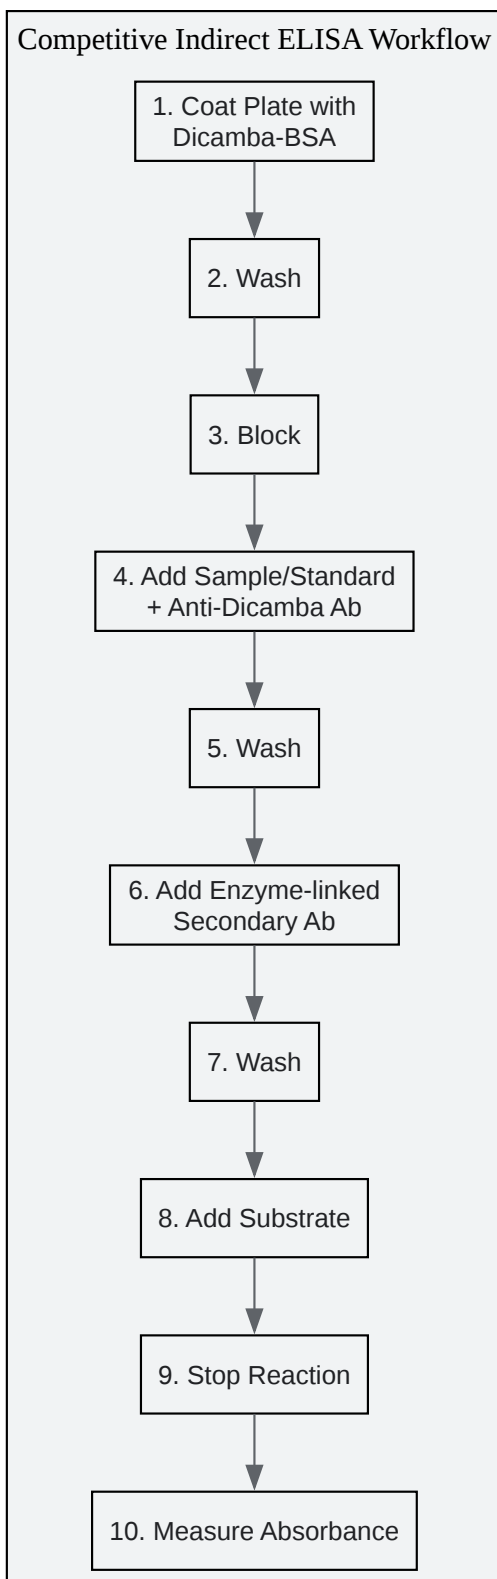 Competitive Indirect ELISA Workflow
1. Coat Plate with
Dicamba-BSA
2. Wash
3. Block
4. Add Sample/Standard
+ Anti-Dicamba Ab
5. Wash
6. Add Enzyme-linked
Secondary Ab
7. Wash
8. Add Substrate
9. Stop Reaction
10. Measure Absorbance